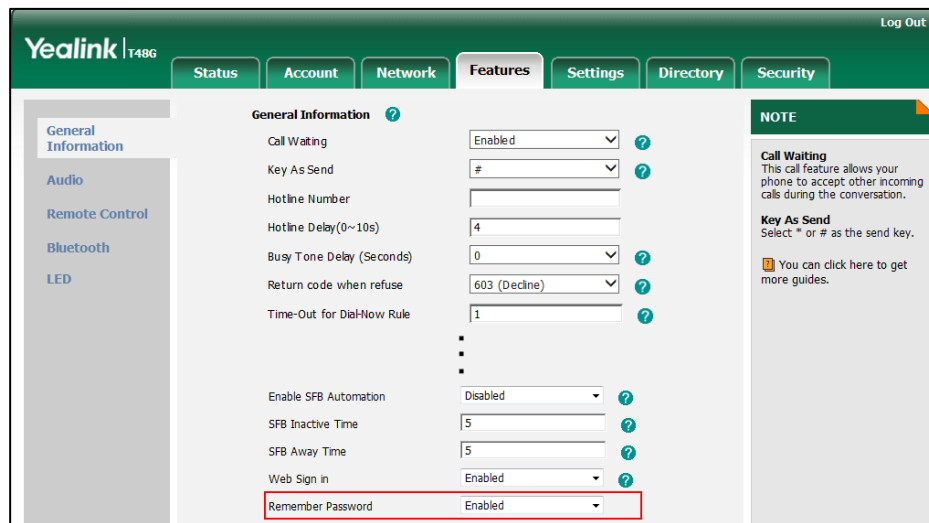 Log Out
Yealink T48G
Status Account Network Features Settings Directory Security
General
Information
Audio
Remote Control
Bluetooth
LED
General Information ?
Call Waiting Enabled ?
Key As Send # ?
Hotline Number
Hotline Delay(0~10s) 4
Busy Tone Delay (Seconds) 0 ?
Return code when refuse 603 (Decline) ?
Time-Out for Dial-Now Rule 1 ?
Enable SFB Automation Disabled ?
SFB Inactive Time 5 ?
SFB Away Time 5 ?
Web Sign in Enabled ?
Remember Password Enabled
NOTE
Call Waiting
This call feature allows your
phone to accept other incoming
calls during the conversation.
Key As Send
Select * or # as the send key.
? You can click here to get
more guides.